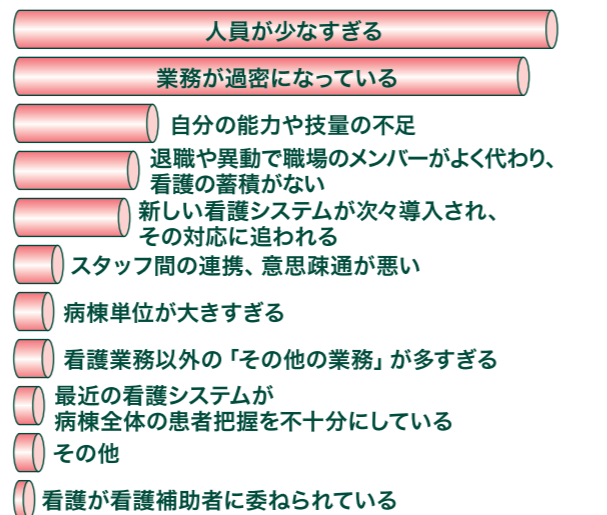 人員が少なすぎる
業務が過密になっている
自分の能力や技量の不足
退職や異動で職場のメンバーがよく代わり、
看護の蓄積がない
新しい看護システムが次々導入され、
その対応に追われる
スタッフ間の連携、意思疎通が悪い
病棟単位が大きすぎる
看護業務以外の「その他の業務」が多すぎる
最近の看護システムが
病棟全体の患者把握を不十分にしている
その他
看護が看護補助者に委ねられている